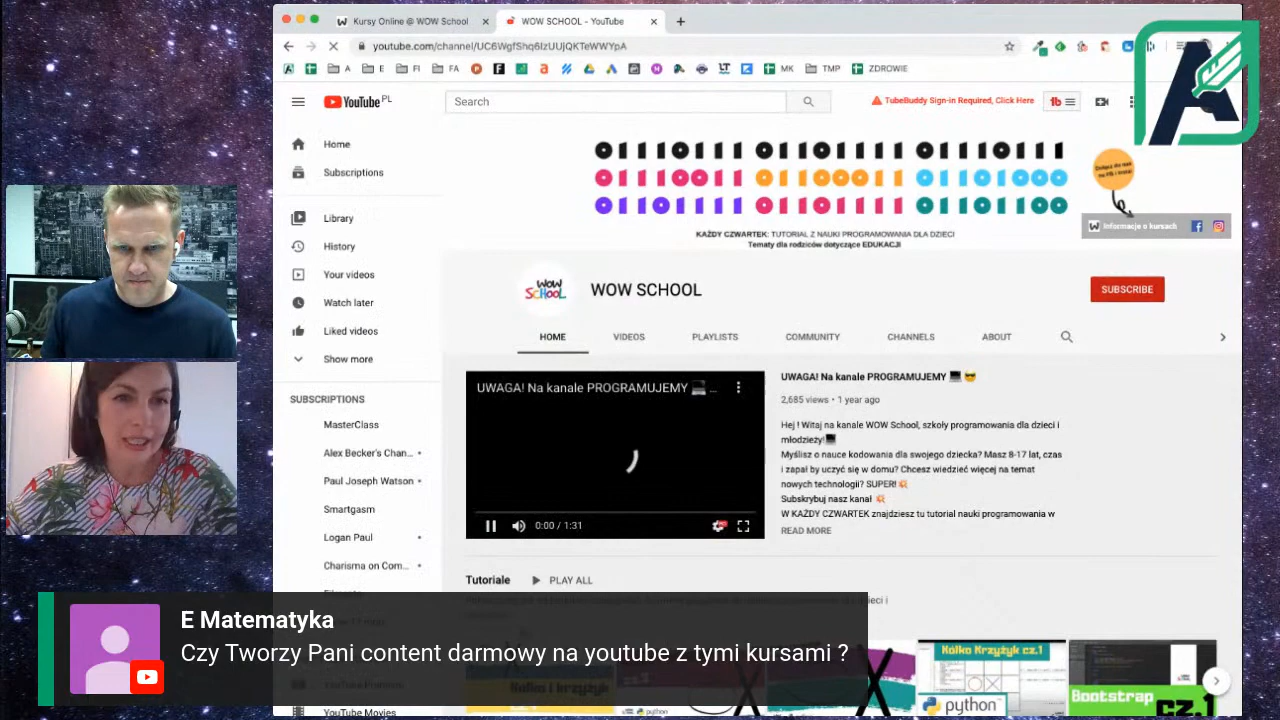 Kursy Online @ WOW School
WOW SCHOOL - YouTube
youtube.com/channel/UC6WgfShq6IzUUjQKTeWWYpA
A
E
FI
FA
MK
TMP
ZDROWIE
YouTube PL
Search
TubeBuddy Sign-in Required, Click Here
tb
Home
Subscriptions
Library
History
Your videos
Watch later
Liked videos
Show more
SUBSCRIPTIONS
MasterClass
Alex Becker's Chan...
Paul Joseph Watson
Smartgasm
Logan Paul
Charisma on Com...
KAŻDY CZWARTEK: TUTORIAL Z NAUKI PROGRAMOWANIA DLA DZIECI
Tematy dla rodziców dotyczące EDUKACJI
Informacje o kursach
WOW SCHOOL
WOW SCHOOL
SUBSCRIBE
HOME
VIDEOS
PLAYLISTS
COMMUNITY
CHANNELS
ABOUT
UWAGA! Na kanale PROGRAMUJEMY 💻 ...
0:00 / 1:31
UWAGA! Na kanale PROGRAMUJEMY 💻 😎
2,685 views • 1 year ago
Hej ! Witaj na kanale WOW School, szkoły programowania dla dzieci i
młodzieży!💻
Myślisz o nauce kodowania dla swojego dziecka? Masz 8-17 lat, czas
i zapał by uczyć się w domu? Chcesz wiedzieć więcej na temat
nowych technologii? SUPER!💥
Subskrybuj nasz kanał 💥
W KAŻDY CZWARTEK znajdziesz tu tutorial nauki programowania w
READ MORE
Tutoriale
PLAY ALL
E Matematyka
Czy Tworzy Pani content darmowy na youtube z tymi kursami ?
Kółko Krzyżyk cz.1
python
python
Bootstrap
cz.1
YouTube Movies
A